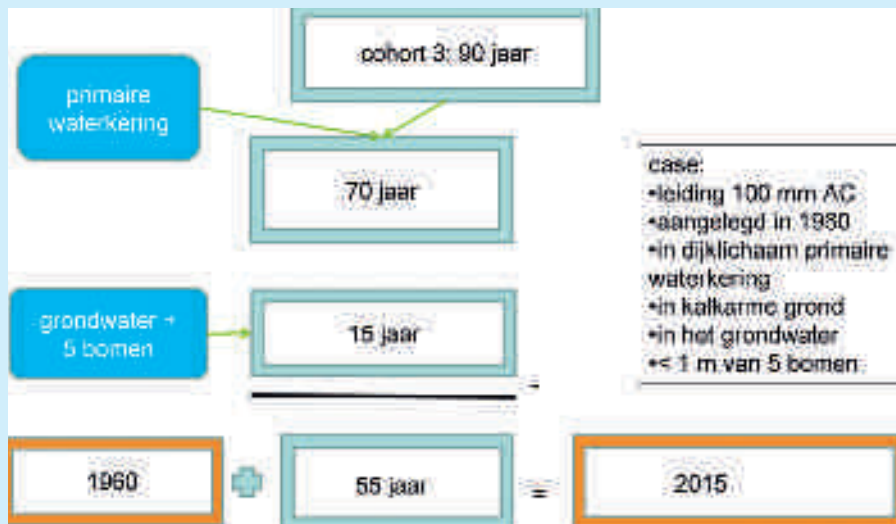 cohort 3: 90 jaar
primaire
waterkering
70 jaar
case:
•leiding 100 mm AC
•aangelegd in
•in dijklichaam primaire
waterkering
•in kalkarme grond
•in het grondwater
•< 1 m van 5 bomen
grondwater +
5 bomen
15 jaar
-
1960
+
55 jaar
=
2015